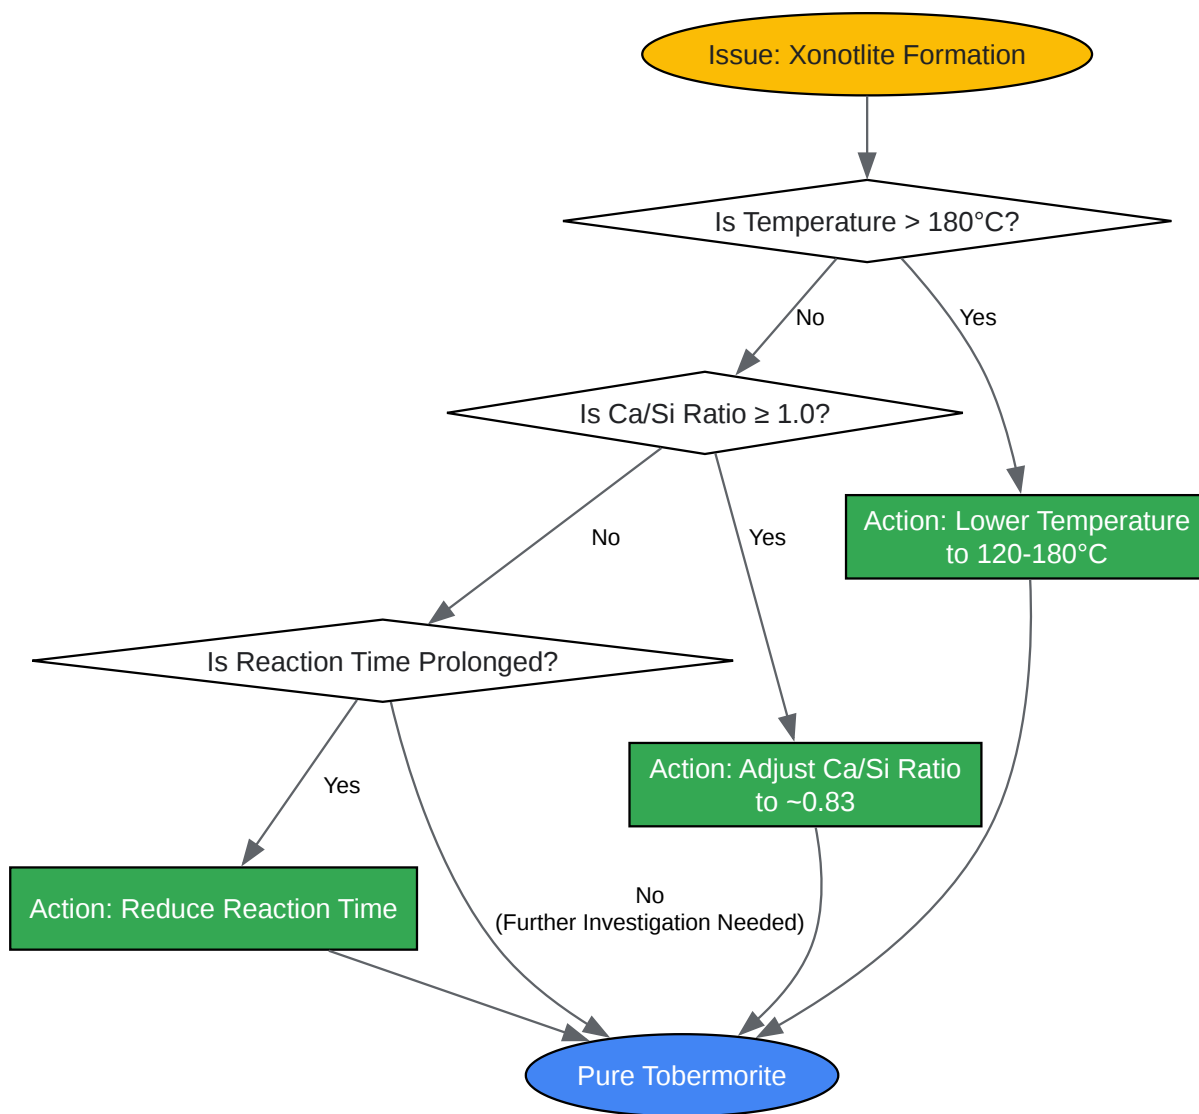 Issue: Xonotlite Formation
Is Temperature > 180°C?
No
Yes
Is Ca/Si Ratio ≥ 1.0?
Action: Lower Temperature
to 120-180°C
No
Yes
Is Reaction Time Prolonged?
Action: Adjust Ca/Si Ratio
to ~0.83
Yes
Action: Reduce Reaction Time
No
(Further Investigation Needed)
Pure Tobermorite